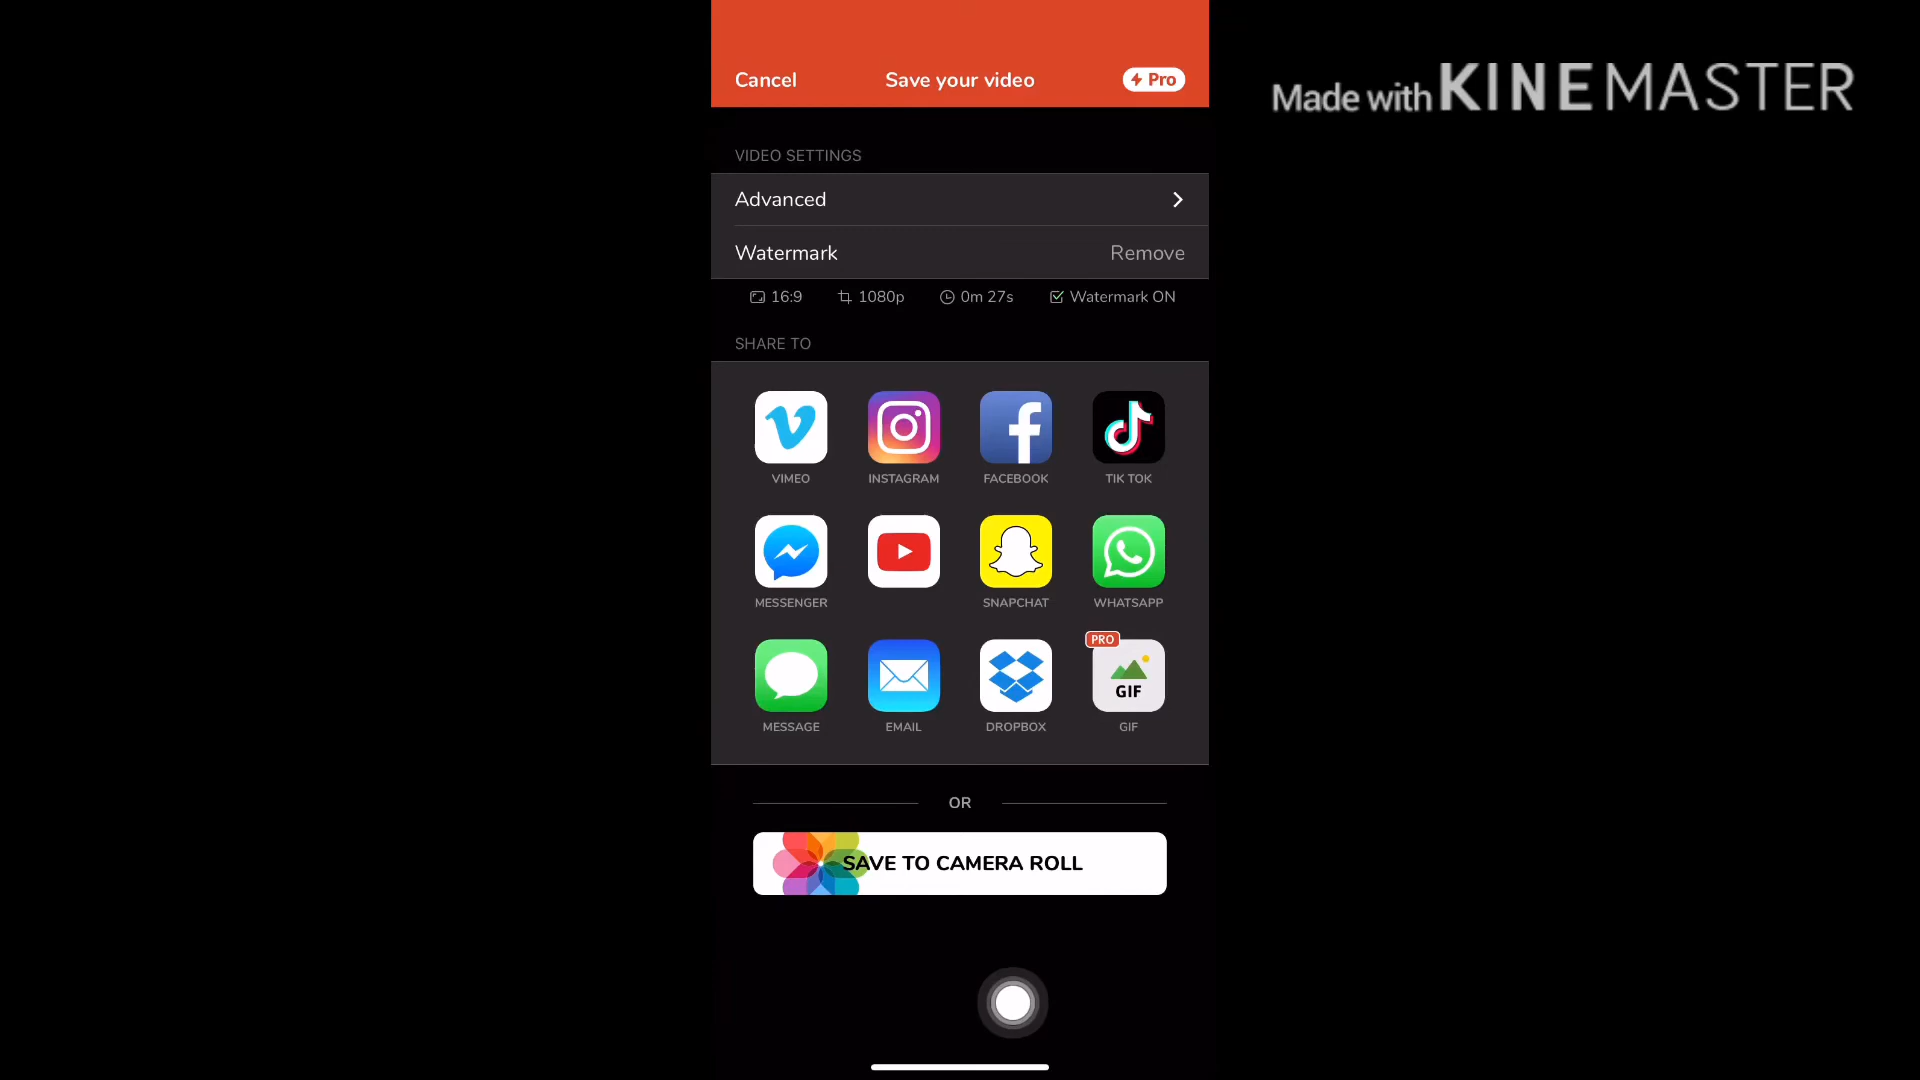 Cancel
Save your video
Pro
Made with KINEMASTER
VIDEO SETTINGS
Advanced
Watermark
Remove
16:9
1080p
0m 27s
Watermark ON
SHARE TO
VIMEO
INSTAGRAM
FACEBOOK
TIK TOK
MESSENGER
SNAPCHAT
WHATSAPP
PRO
GIF
MESSAGE
EMAIL
DROPBOX
GIF
OR
SAVE TO CAMERA ROLL